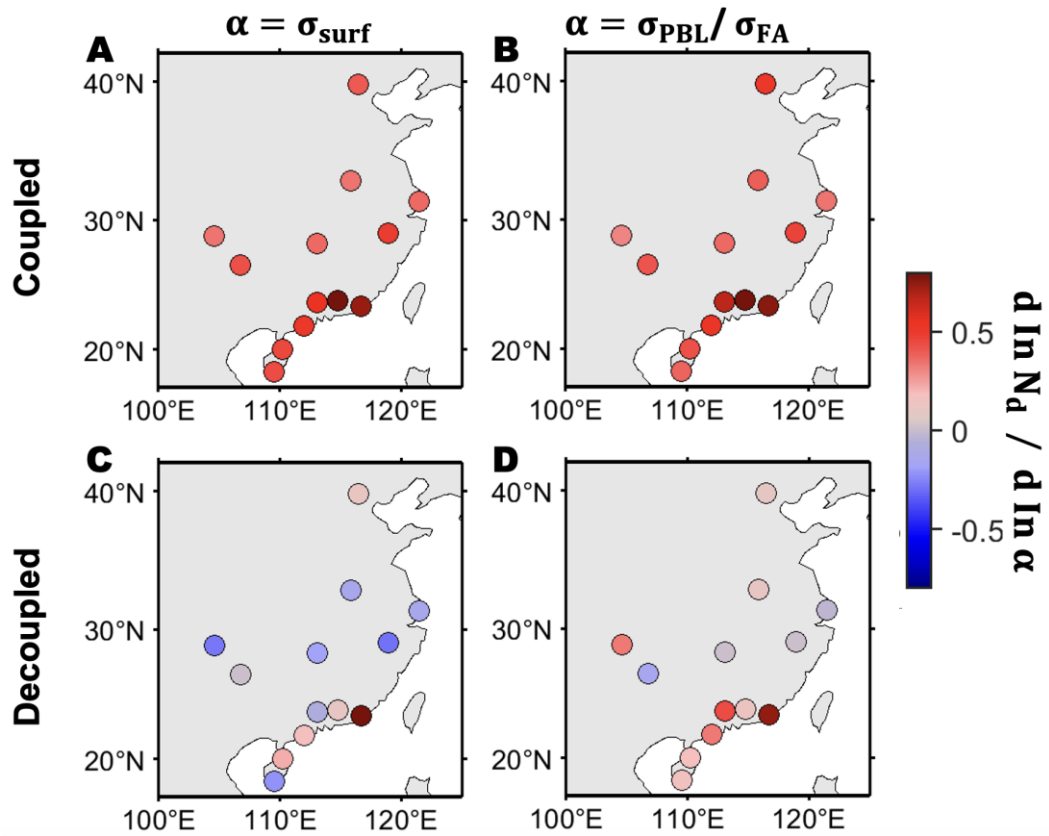 α = σsurf
α = σPBL/ σFA
A
B
Coupled
40°N
30°N
20°N
100°E 110°E 120°E
40°N
30°N
20°N
100°E 110°E 120°E
C
D
Decoupled
40°N
30°N
20°N
100°E 110°E 120°E
40°N
30°N
20°N
100°E 110°E 120°E
0.5
0
-0.5
d ln Nd / d ln α